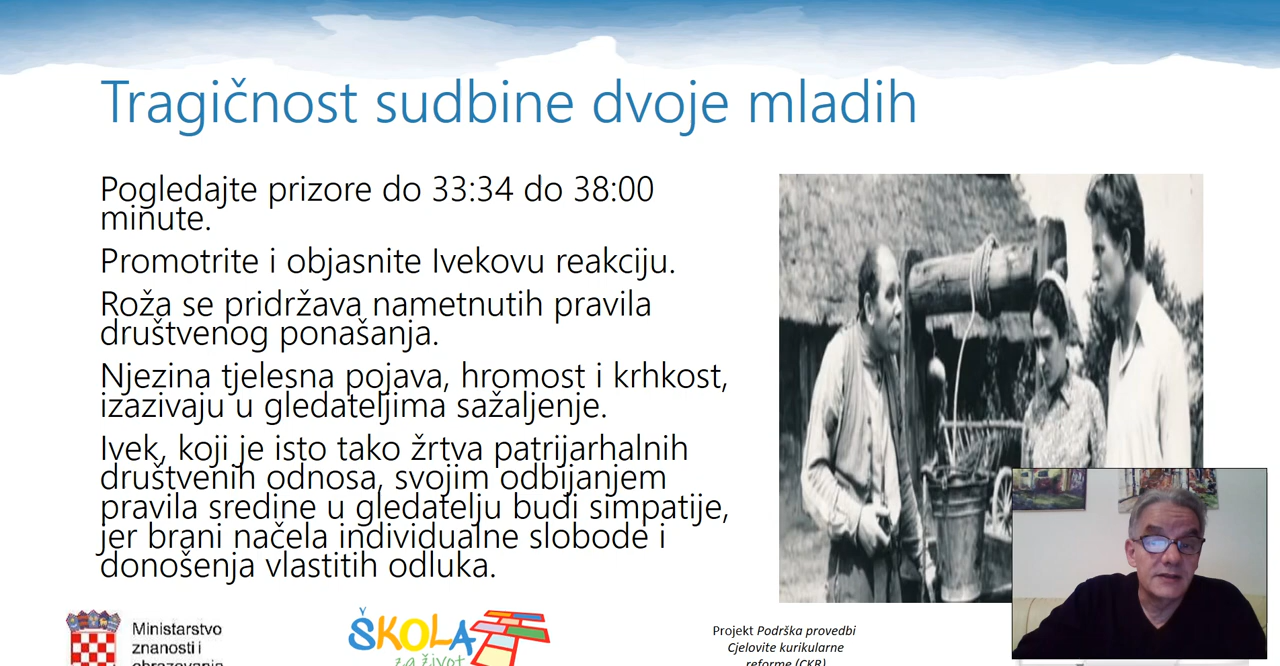 Tragičnost sudbine dvoje mladih
Pogledajte prizore do 33:34 do 38:00
minute.
Promotrite i objasnite Ivekovu reakciju.
Roža se pridržava nametnutih pravila
društvenog ponašanja.
Njezina tjelesna pojava, hromost i krhkost,
izazivaju u gledateljima sažaljenje.
Ivek, koji je isto tako žrtva patrijarhalnih
društvenih odnosa, svojim odbijanjem
pravila sredine u gledatelju budi simpatije,
jer brani načela individualne slobode i
donošenja vlastitih odluka.
Ministarstvo
znanosti i
obrazovanja
ŠKOLA
za život
Projekt Podrška provedbi
Cjelovite kurikularne
reforme (CKR)